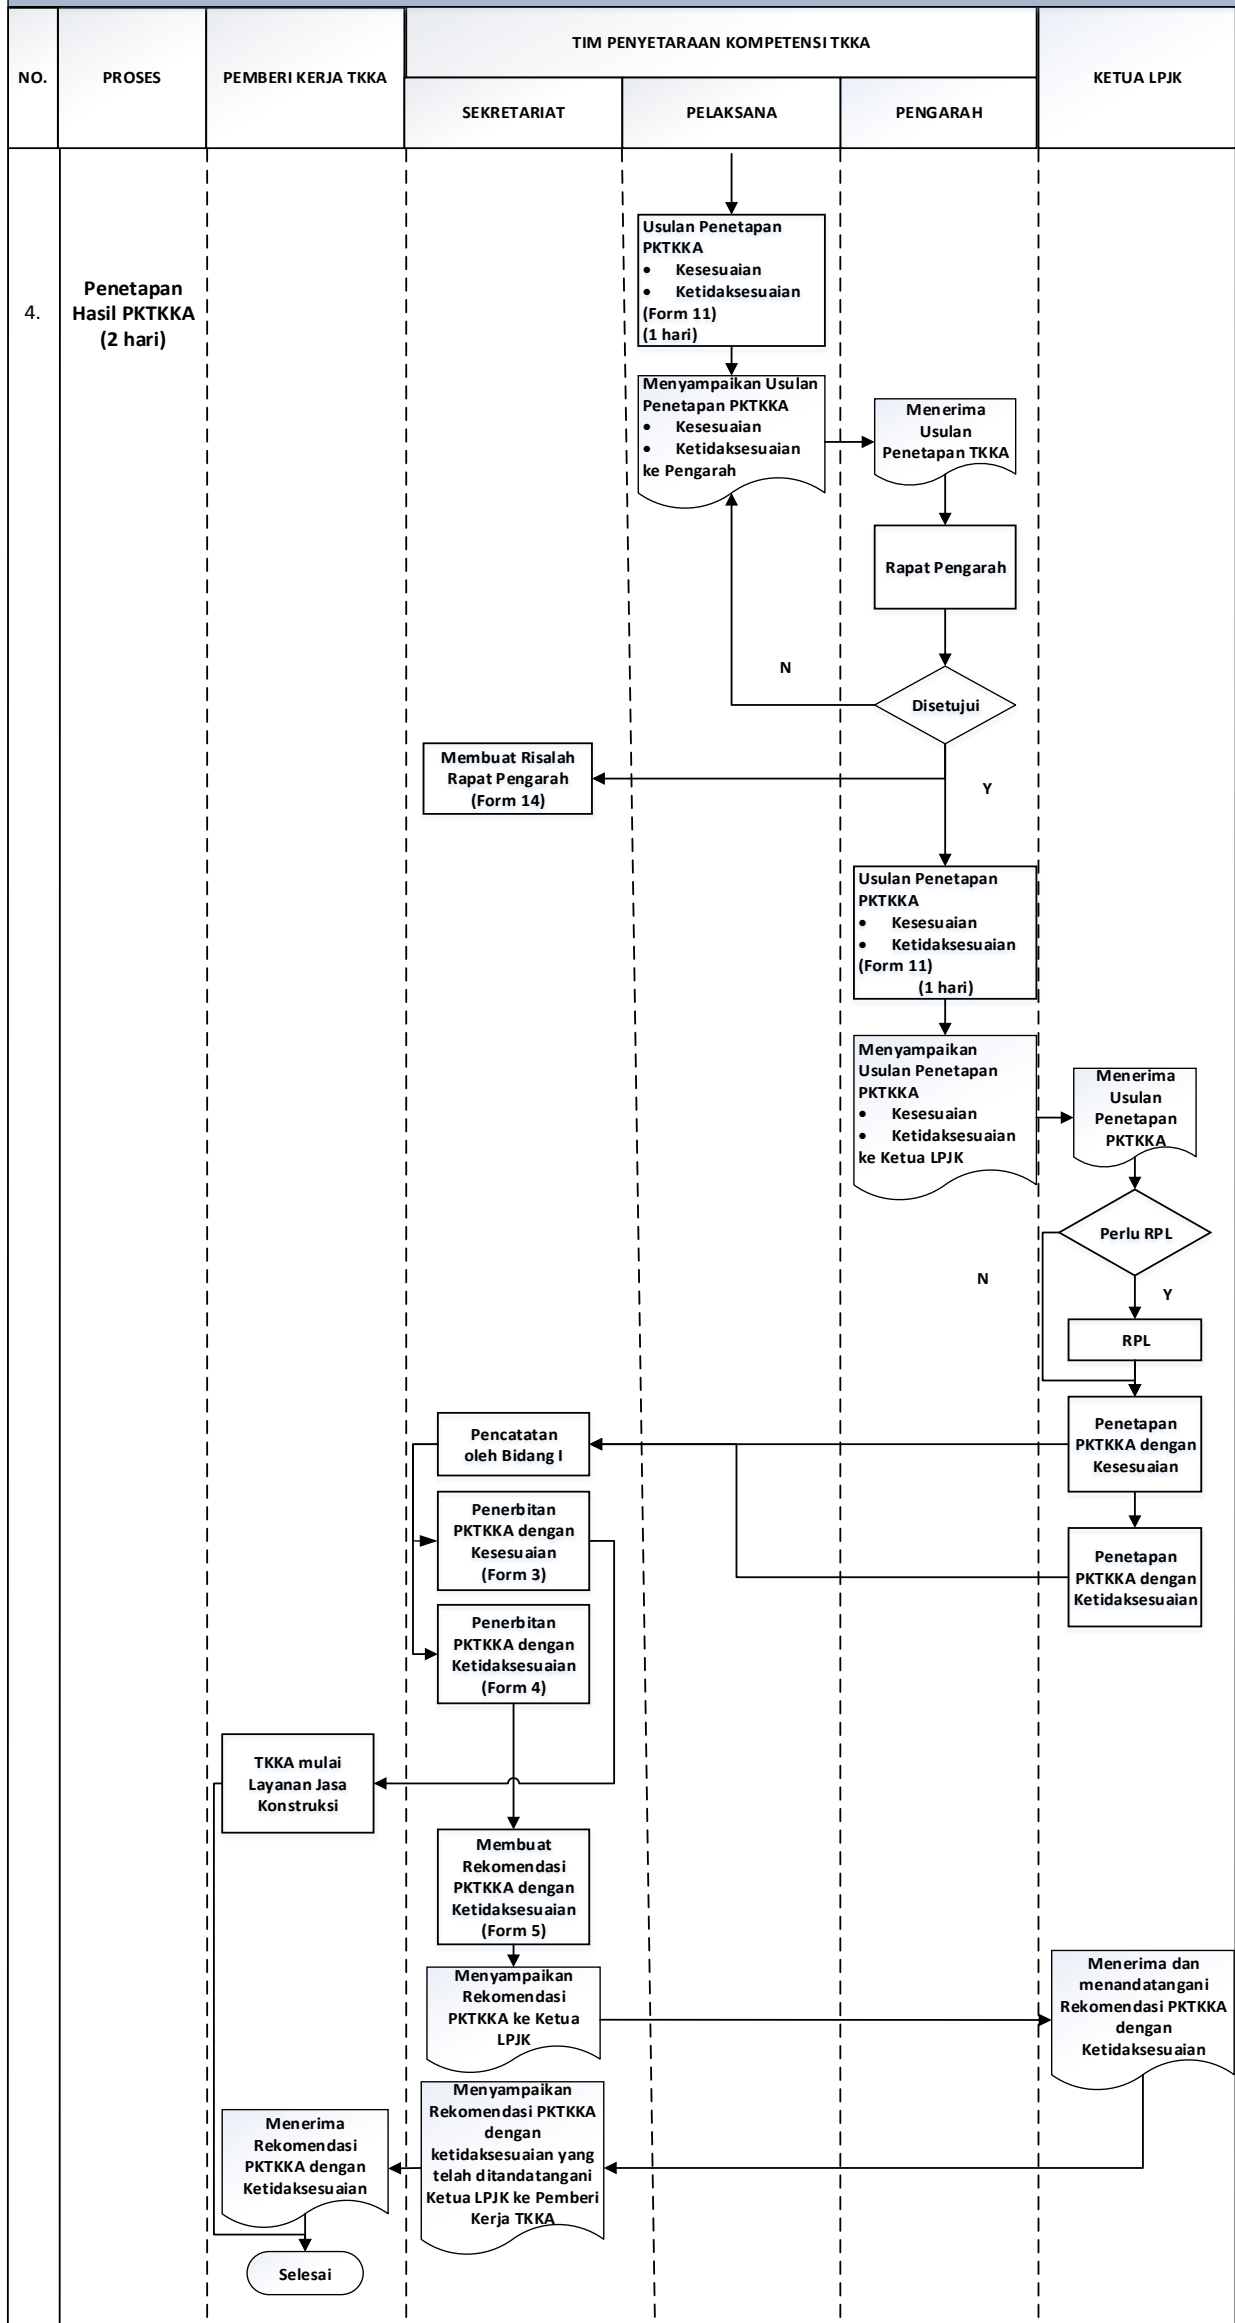 TIM PENYETARAAN KOMPETENSI TKKA
NO.
PROSES
PEMBERI KERJA TKKA
KETUA LPJK
SEKRETARIAT
PELAKSANA
PENGARAH
4.
Penetapan
Hasil PKTKKA
(2 hari)
Usulan Penetapan
PKTKKA
• Kesesuaian
• Ketidaksesuaian
(Form 11)
(1 hari)
Menyampaikan Usulan
Penetapan PKTKKA
• Kesesuaian
• Ketidaksesuaian
ke Pengarah
Menerima
Usulan
Penetapan TKKA
Rapat Pengarah
N
Disetujui
Membuat Risalah
Rapat Pengarah
(Form 14)
Y
Usulan Penetapan
PKTKKA
• Kesesuaian
• Ketidaksesuaian
(Form 11)
(1 hari)
Menyampaikan
Usulan Penetapan
PKTKKA
• Kesesuaian
• Ketidaksesuaian
ke Ketua LPJK
Menerima
Usulan
Penetapan
PKTKKA
Perlu RPL
N
Y
RPL
Penetapan
PKTKKA dengan
Kesesuaian
Pencatatan
oleh Bidang I
Penerbitan
PKTKKA dengan
Kesesuaian
(Form 3)
Penetapan
PKTKKA dengan
Ketidaksesuaian
Penerbitan
PKTKKA dengan
Ketidaksesuaian
(Form 4)
TKKA mulai
Layanan Jasa
Konstruksi
Membuat
Rekomendasi
PKTKKA dengan
Ketidaksesuaian
(Form 5)
Menyampaikan
Rekomendasi
PKTKKA ke Ketua
LPJK
Menerima dan
menandatangani
Rekomendasi PKTKKA
dengan
Ketidaksesuaian
Menyampaikan
Rekomendasi PKTKKA
dengan
ketidaksesuaian yang
telah ditandatangani
Ketua LPJK ke Pemberi
Kerja TKKA
Menerima
Rekomendasi
PKTKKA dengan
Ketidaksesuaian
Selesai